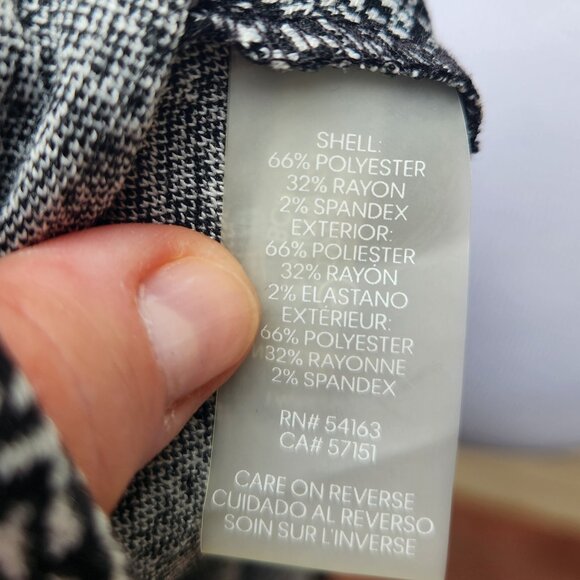 SHELL:
66% POLYESTER
32% RAYON
2% SPANDEX
EXTERIOR:
66% POLIESTER
32% RAYÓN
2% ELASTANO
EXTÉRIEUR:
66% POLYESTER
32% RAYONNE
2% SPANDEX
RN# 54163
CA# 57151
CARE ON REVERSE
CUIDADO AL REVERSO
SOIN SUR L'INVERSE